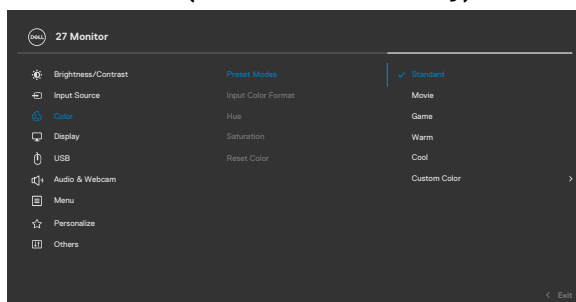 DELL 27 Monitor
Brightness/Contrast Preset Modes ✓ Standard
Input Source Input Color Format Movie
Color Hue Game
Display Saturation Warm
USB Reset Color Cool
Audio & Webcam Custom Color >
Menu
Personalize
Others
< Exit